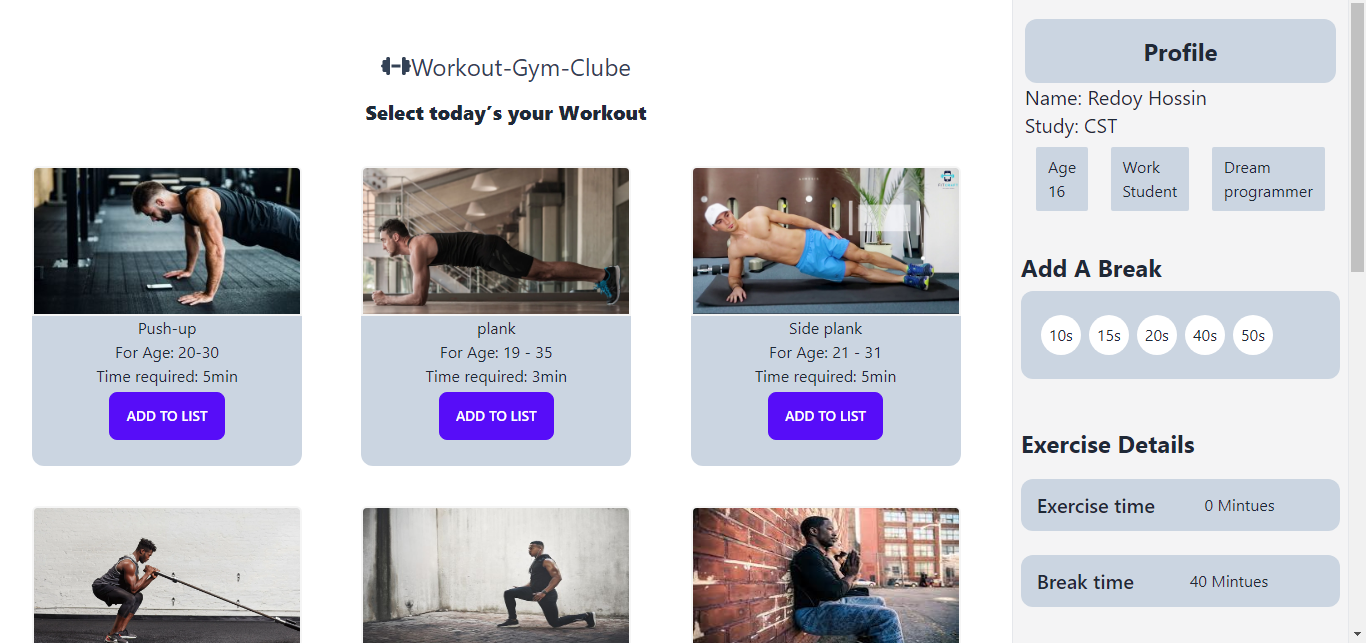 Workout-Gym-Clube
Select today’s your Workout
Push-up
For Age: 20-30
Time required: 5min
ADD TO LIST
plank
For Age: 19 - 35
Time required: 3min
ADD TO LIST
Side plank
For Age: 21 - 31
Time required: 5min
ADD TO LIST
Profile
Name: Redoy Hossin
Study: CST
Age
16
Work
Student
Dream
programmer
Add A Break
10s
15s
20s
40s
50s
Exercise Details
Exercise time
0 Mintues
Break time
40 Mintues